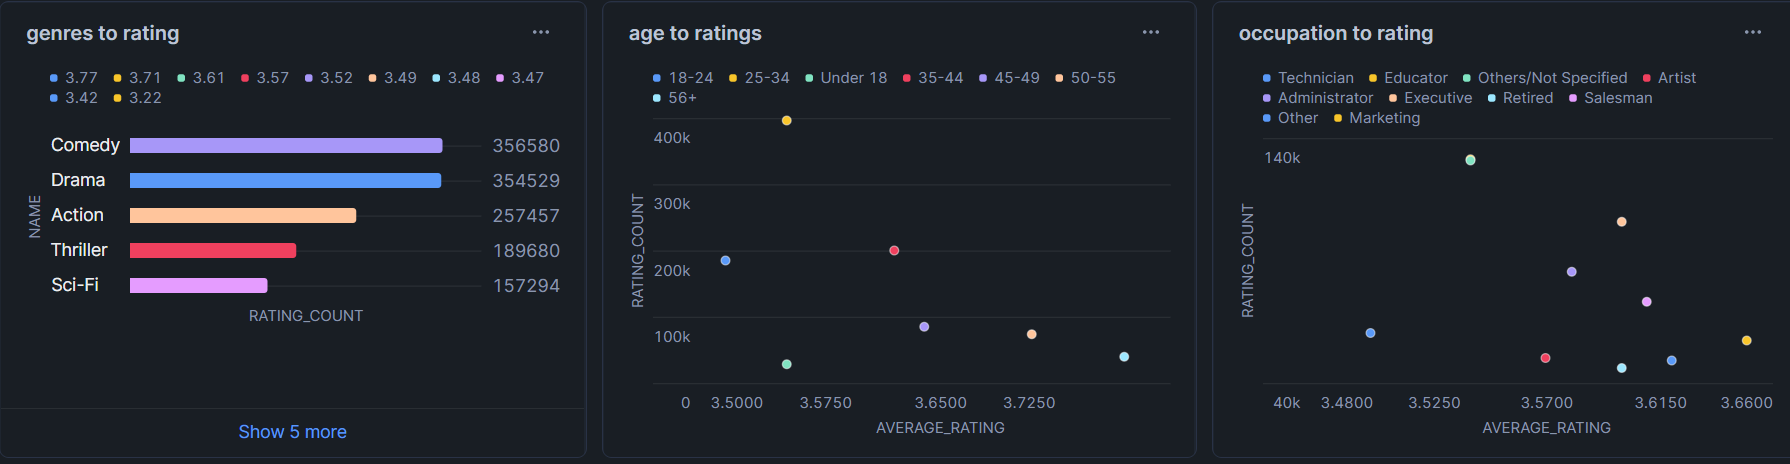 genres to rating
...
3.77 3.71 3.61 3.57 3.52 3.49 3.48 3.47
3.42 3.22
NAME
Comedy 356580
Drama 354529
Action 257457
Thriller 189680
Sci-Fi 157294
RATING_COUNT
Show 5 more
age to ratings
...
18-24 25-34 Under 18 35-44 45-49 50-55
56+
RATING_COUNT
400k
300k
200k
100k
0 3.5000 3.5750 3.6500 3.7250
AVERAGE_RATING
occupation to rating
...
Technician Educator Others/Not Specified Artist
Administrator Executive Retired Salesman
Other Marketing
RATING_COUNT
140k
40k 3.4800 3.5250 3.5700 3.6150 3.6600
AVERAGE_RATING